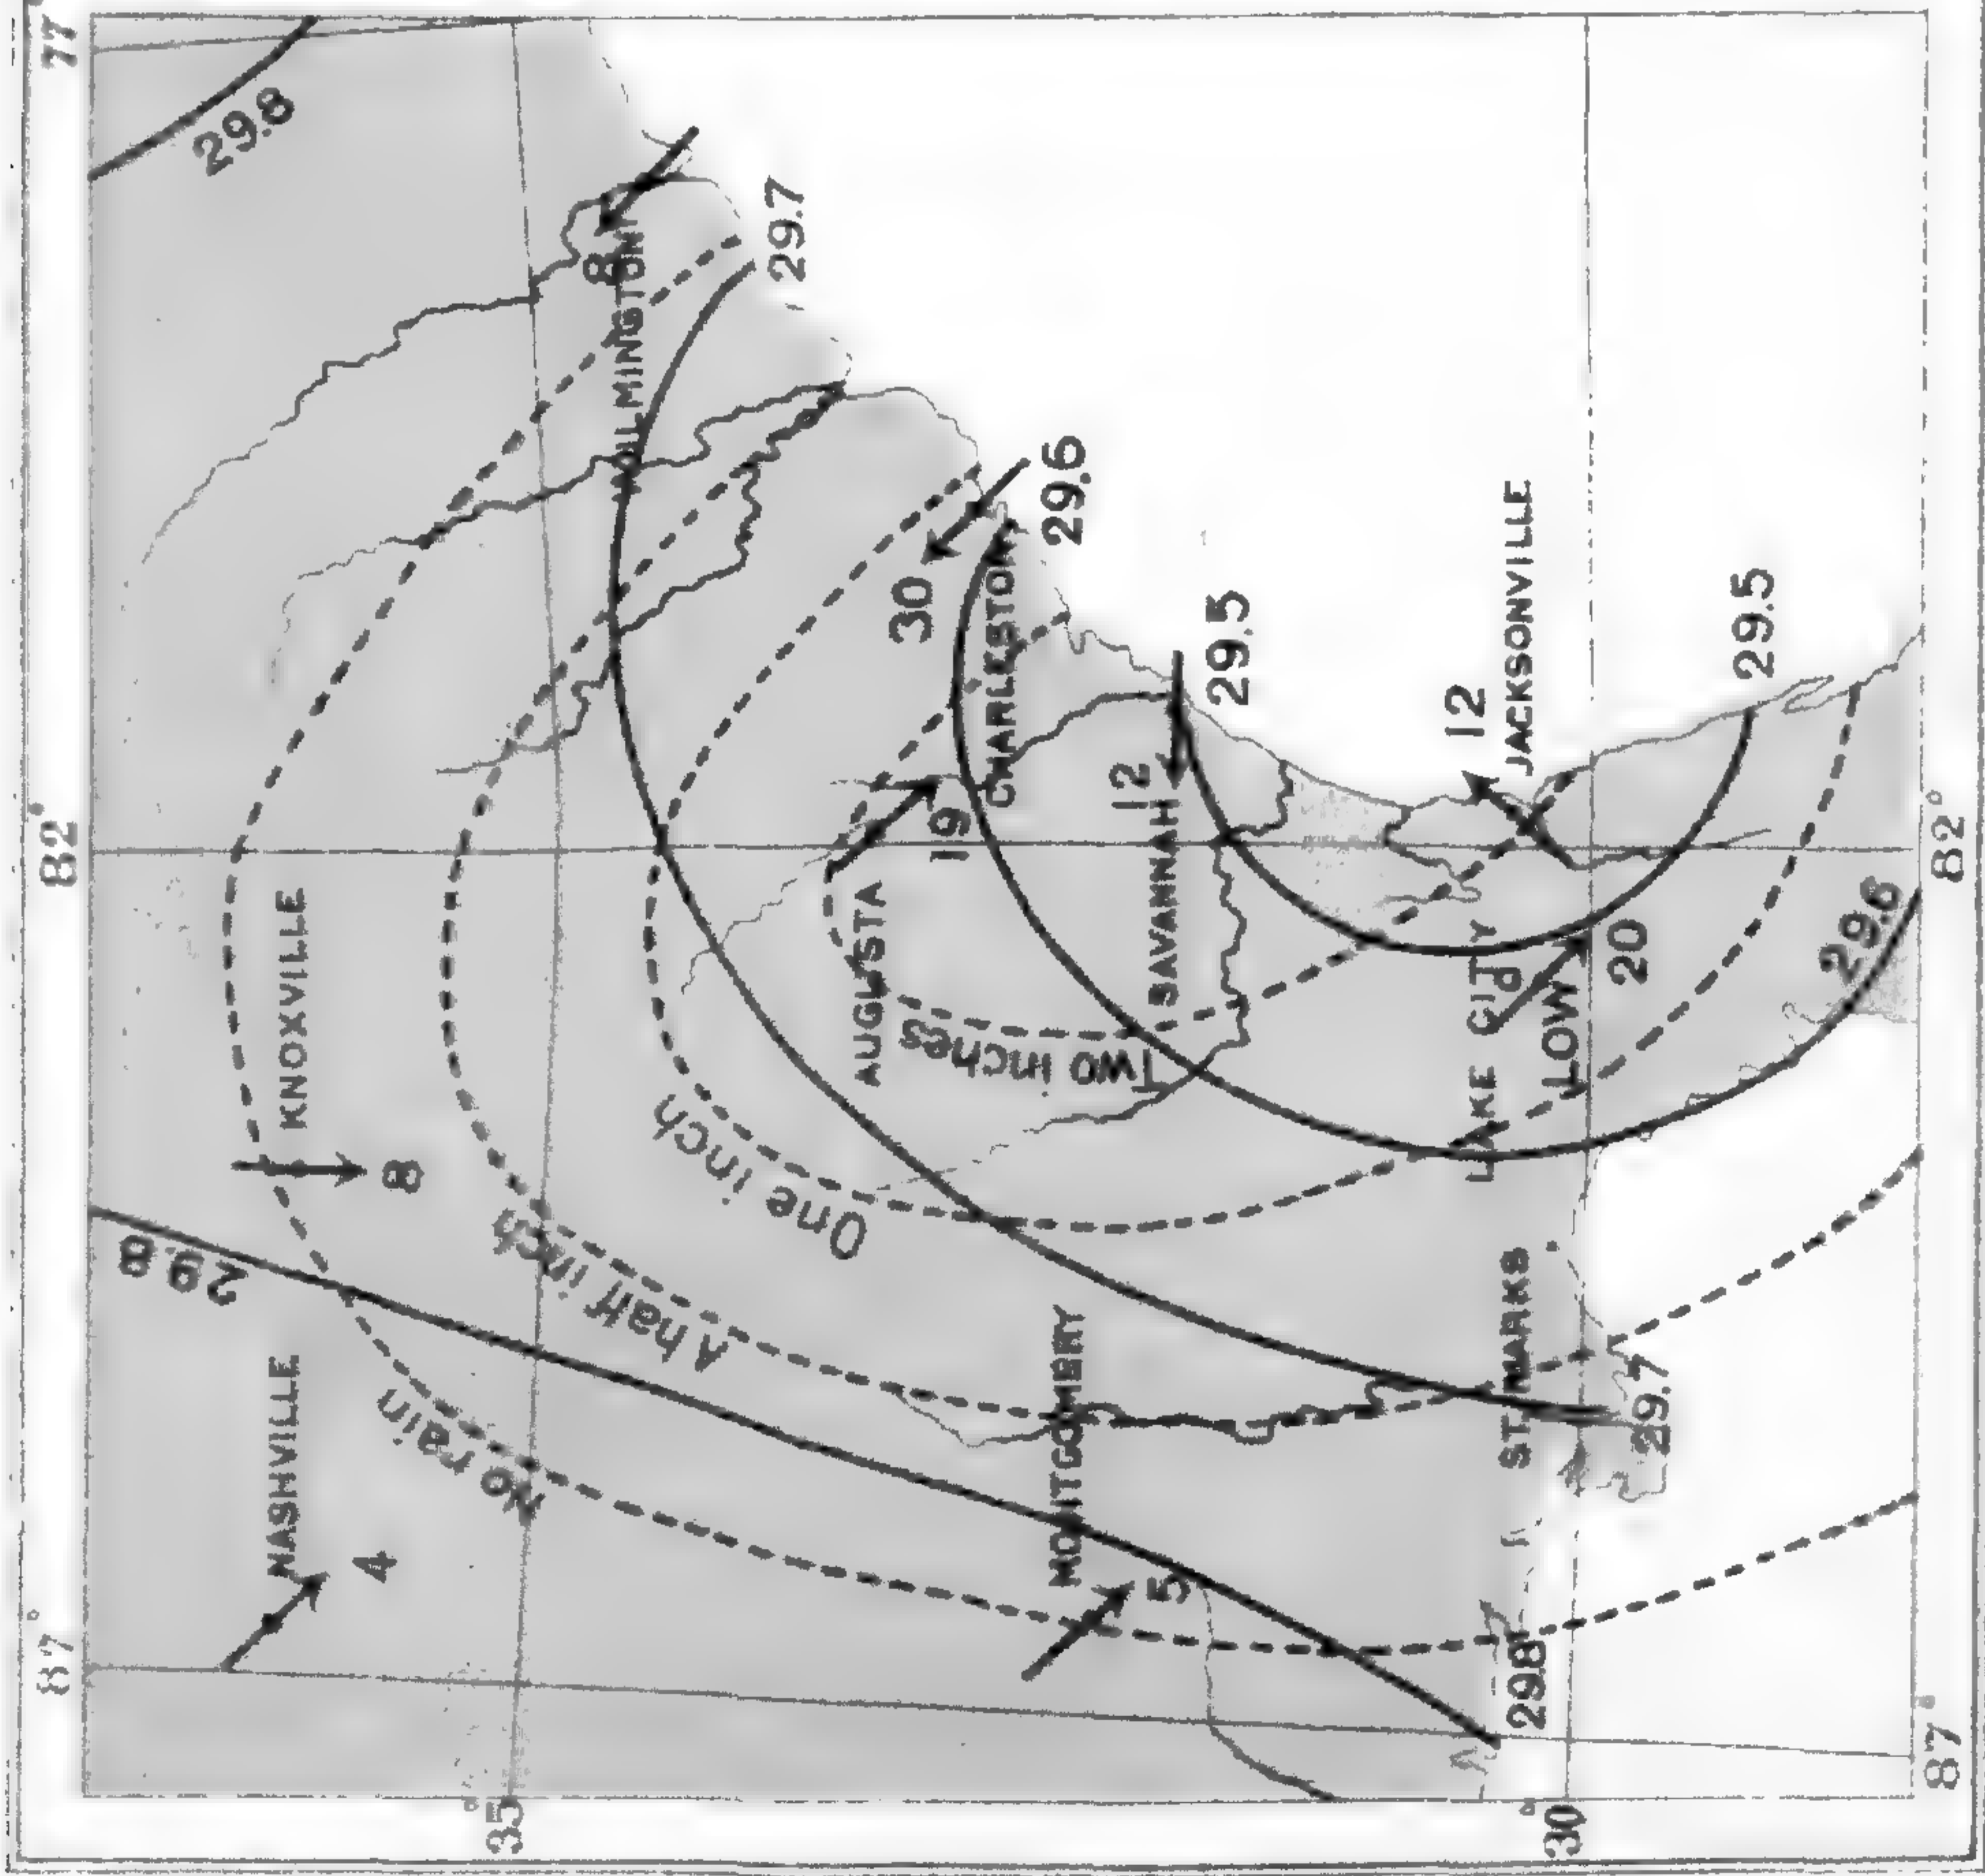 87°
82°
77
29.8
29.8
NASHVILLE
4
KNOXVILLE
8
35°
No rain
A half inch
One inch
Two inches
WILMINGTON
8
29.7
AUGUSTA
19
30
CHARLESTON
29.6
MONTGOMERY
5
SAVANNAH
12
29.5
ST. MARKS
LAKE CITY
LOW
20
12
JACKSONVILLE
29.8
30°
29.7
29.6
29.5
87°
82°